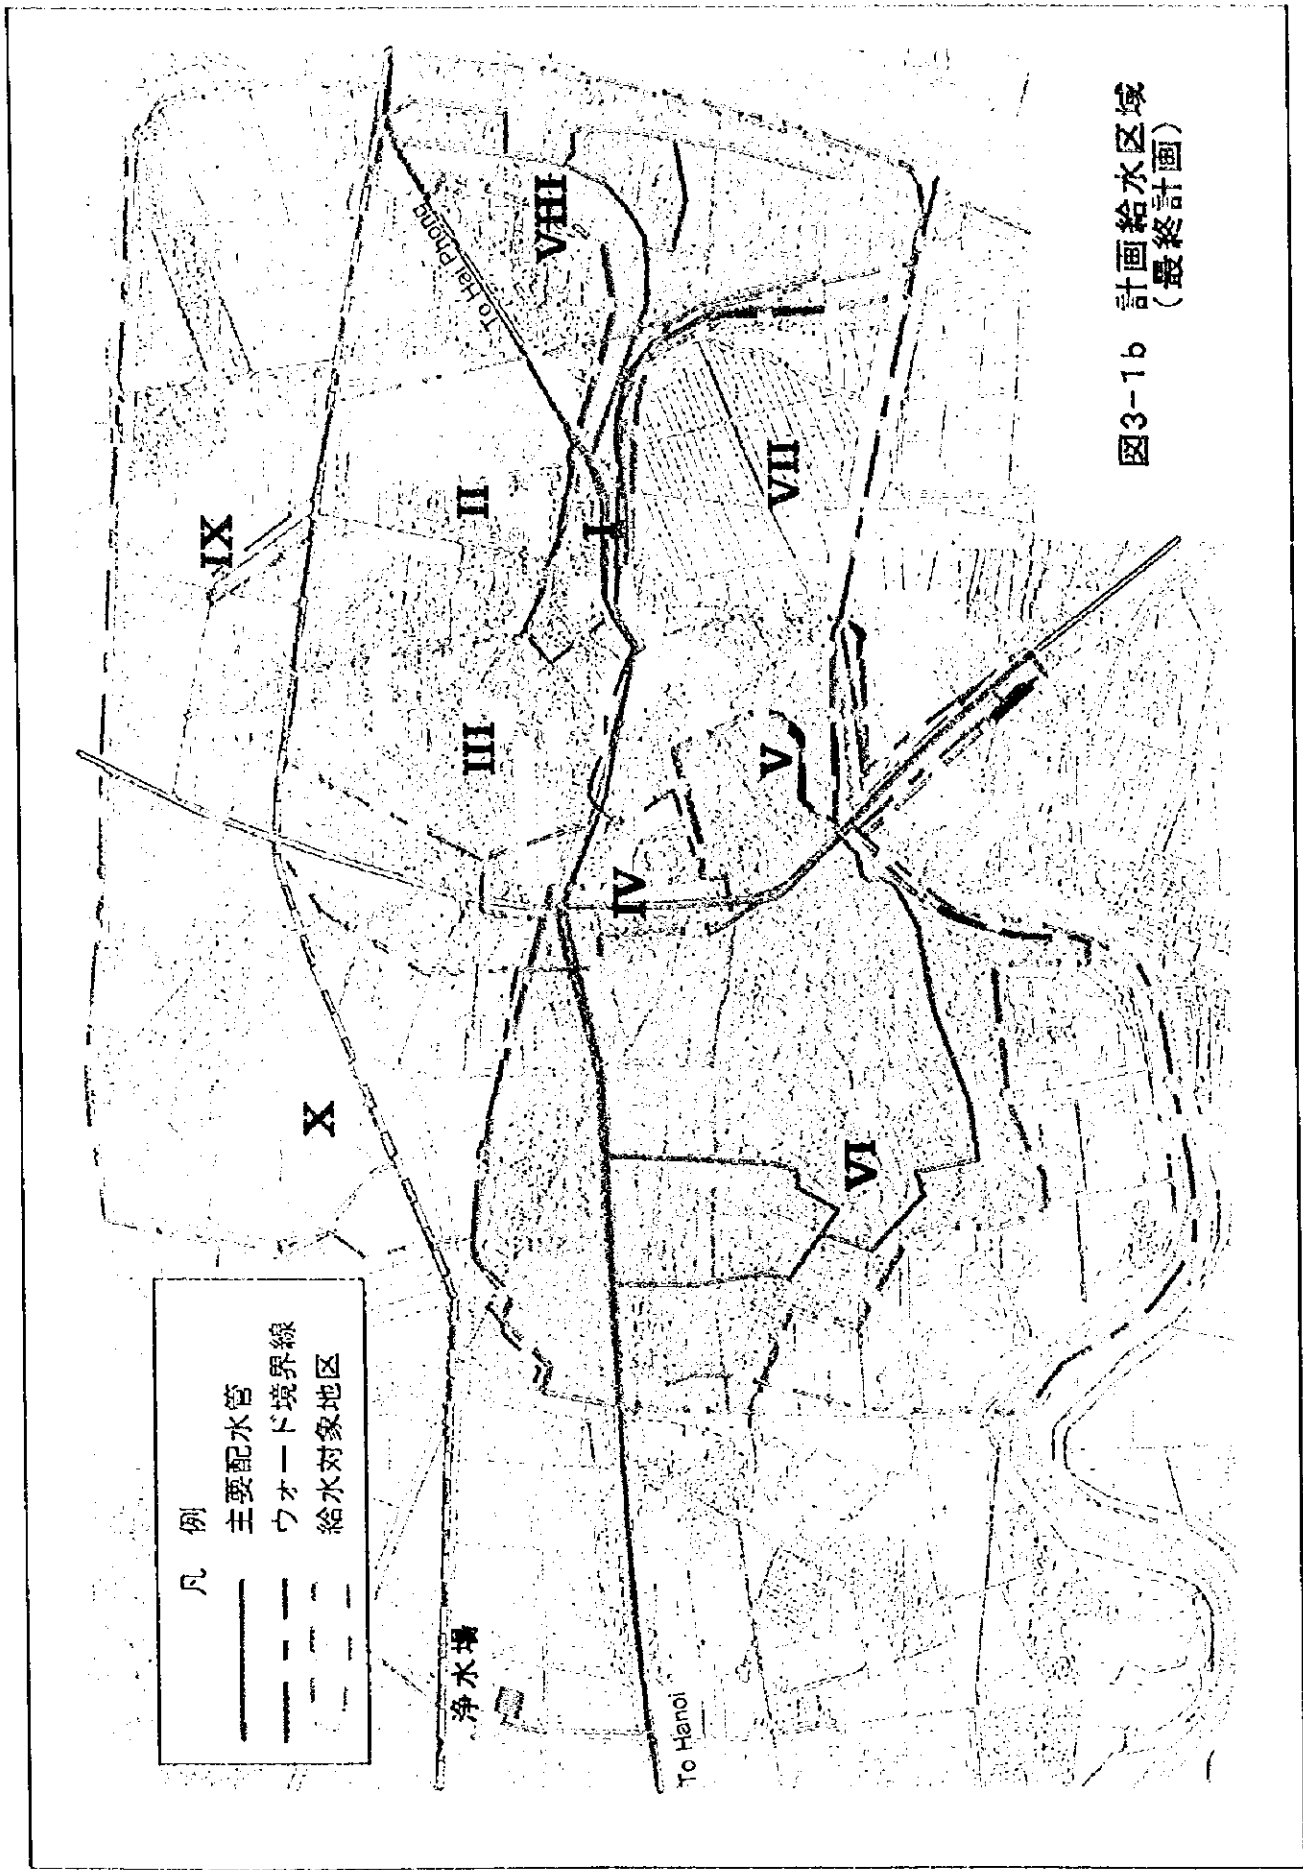 凡 例
主要配水管
ウォード境界線
給水対象地区
浄水場
To Hanoi
To Hai Phong
I
II
III
IV
V
VI
VII
VIII
IX
X
図3-1b 計画給水区域
(最終計画)